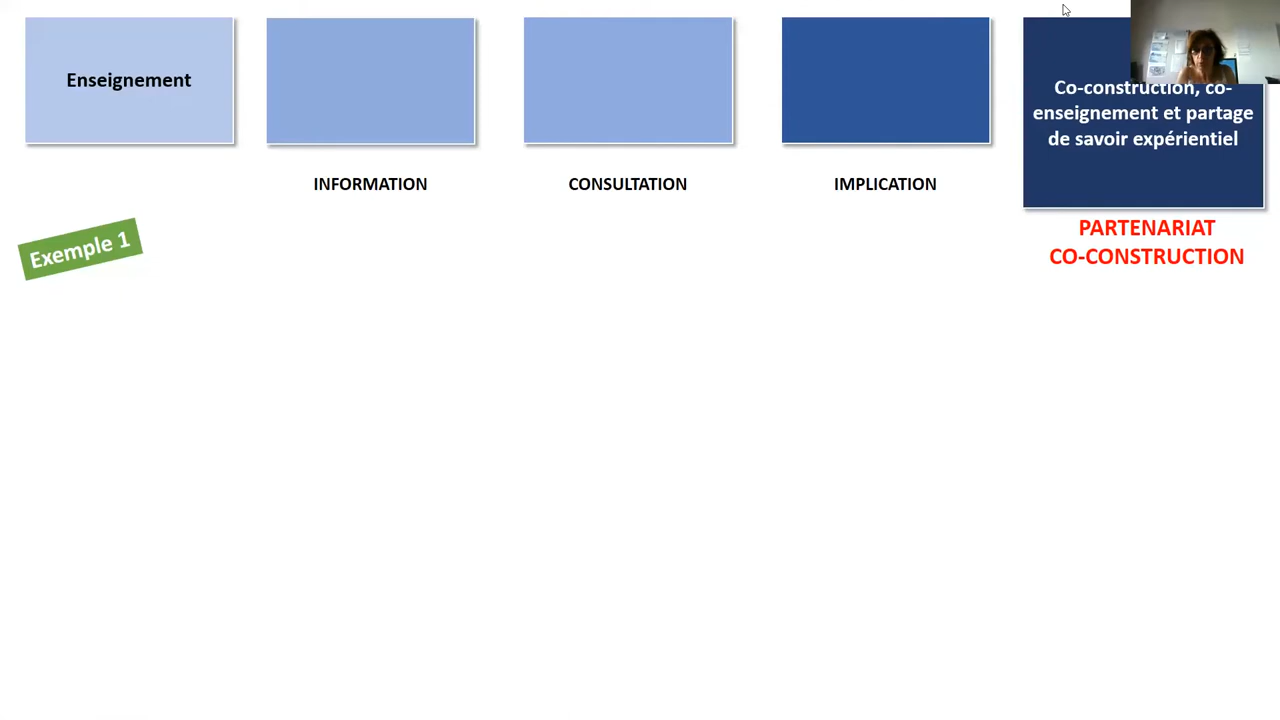 Enseignement
Co-construction, co-
enseignement et partage
de savoir expérientiel
INFORMATION
CONSULTATION
IMPLICATION
PARTENARIAT
CO-CONSTRUCTION
Exemple 1